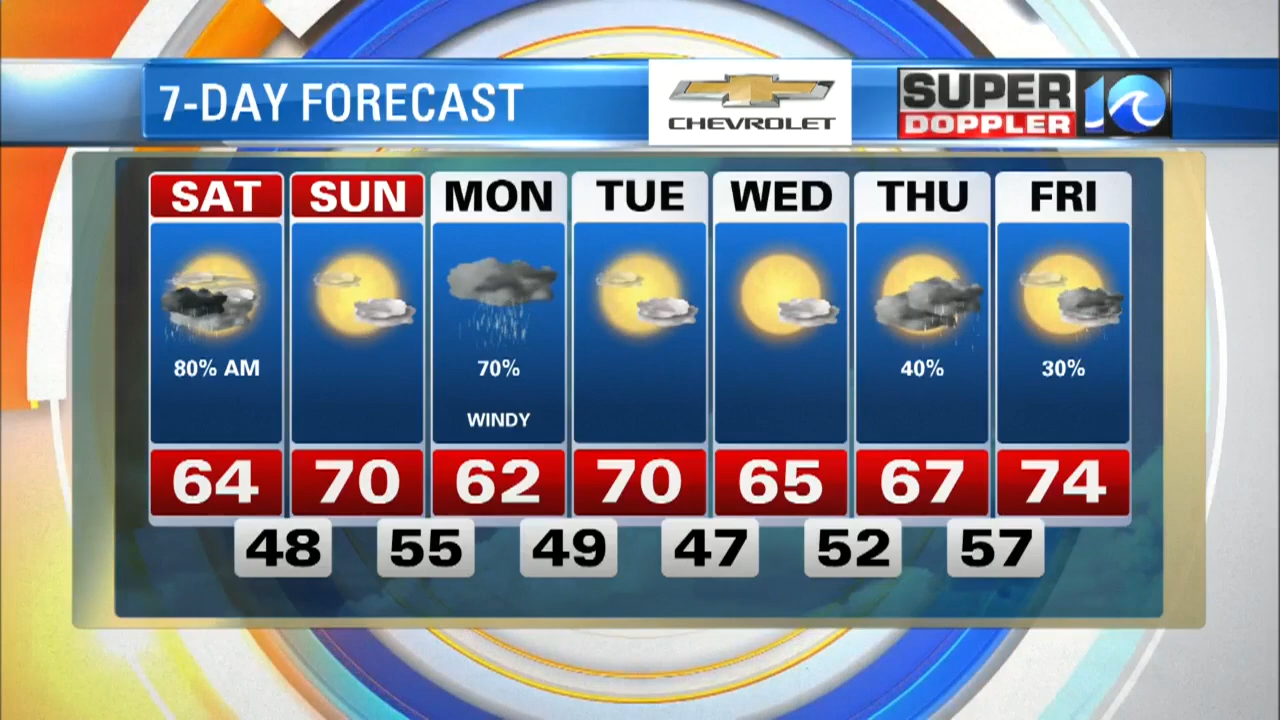 7-DAY FORECAST
CHEVROLET
SUPER
DOPPLER
10
SAT SUN MON TUE WED THU FRI
80% AM 70% 40% 30%
WINDY
64 70 62 70 65 67 74
48 55 49 47 52 57